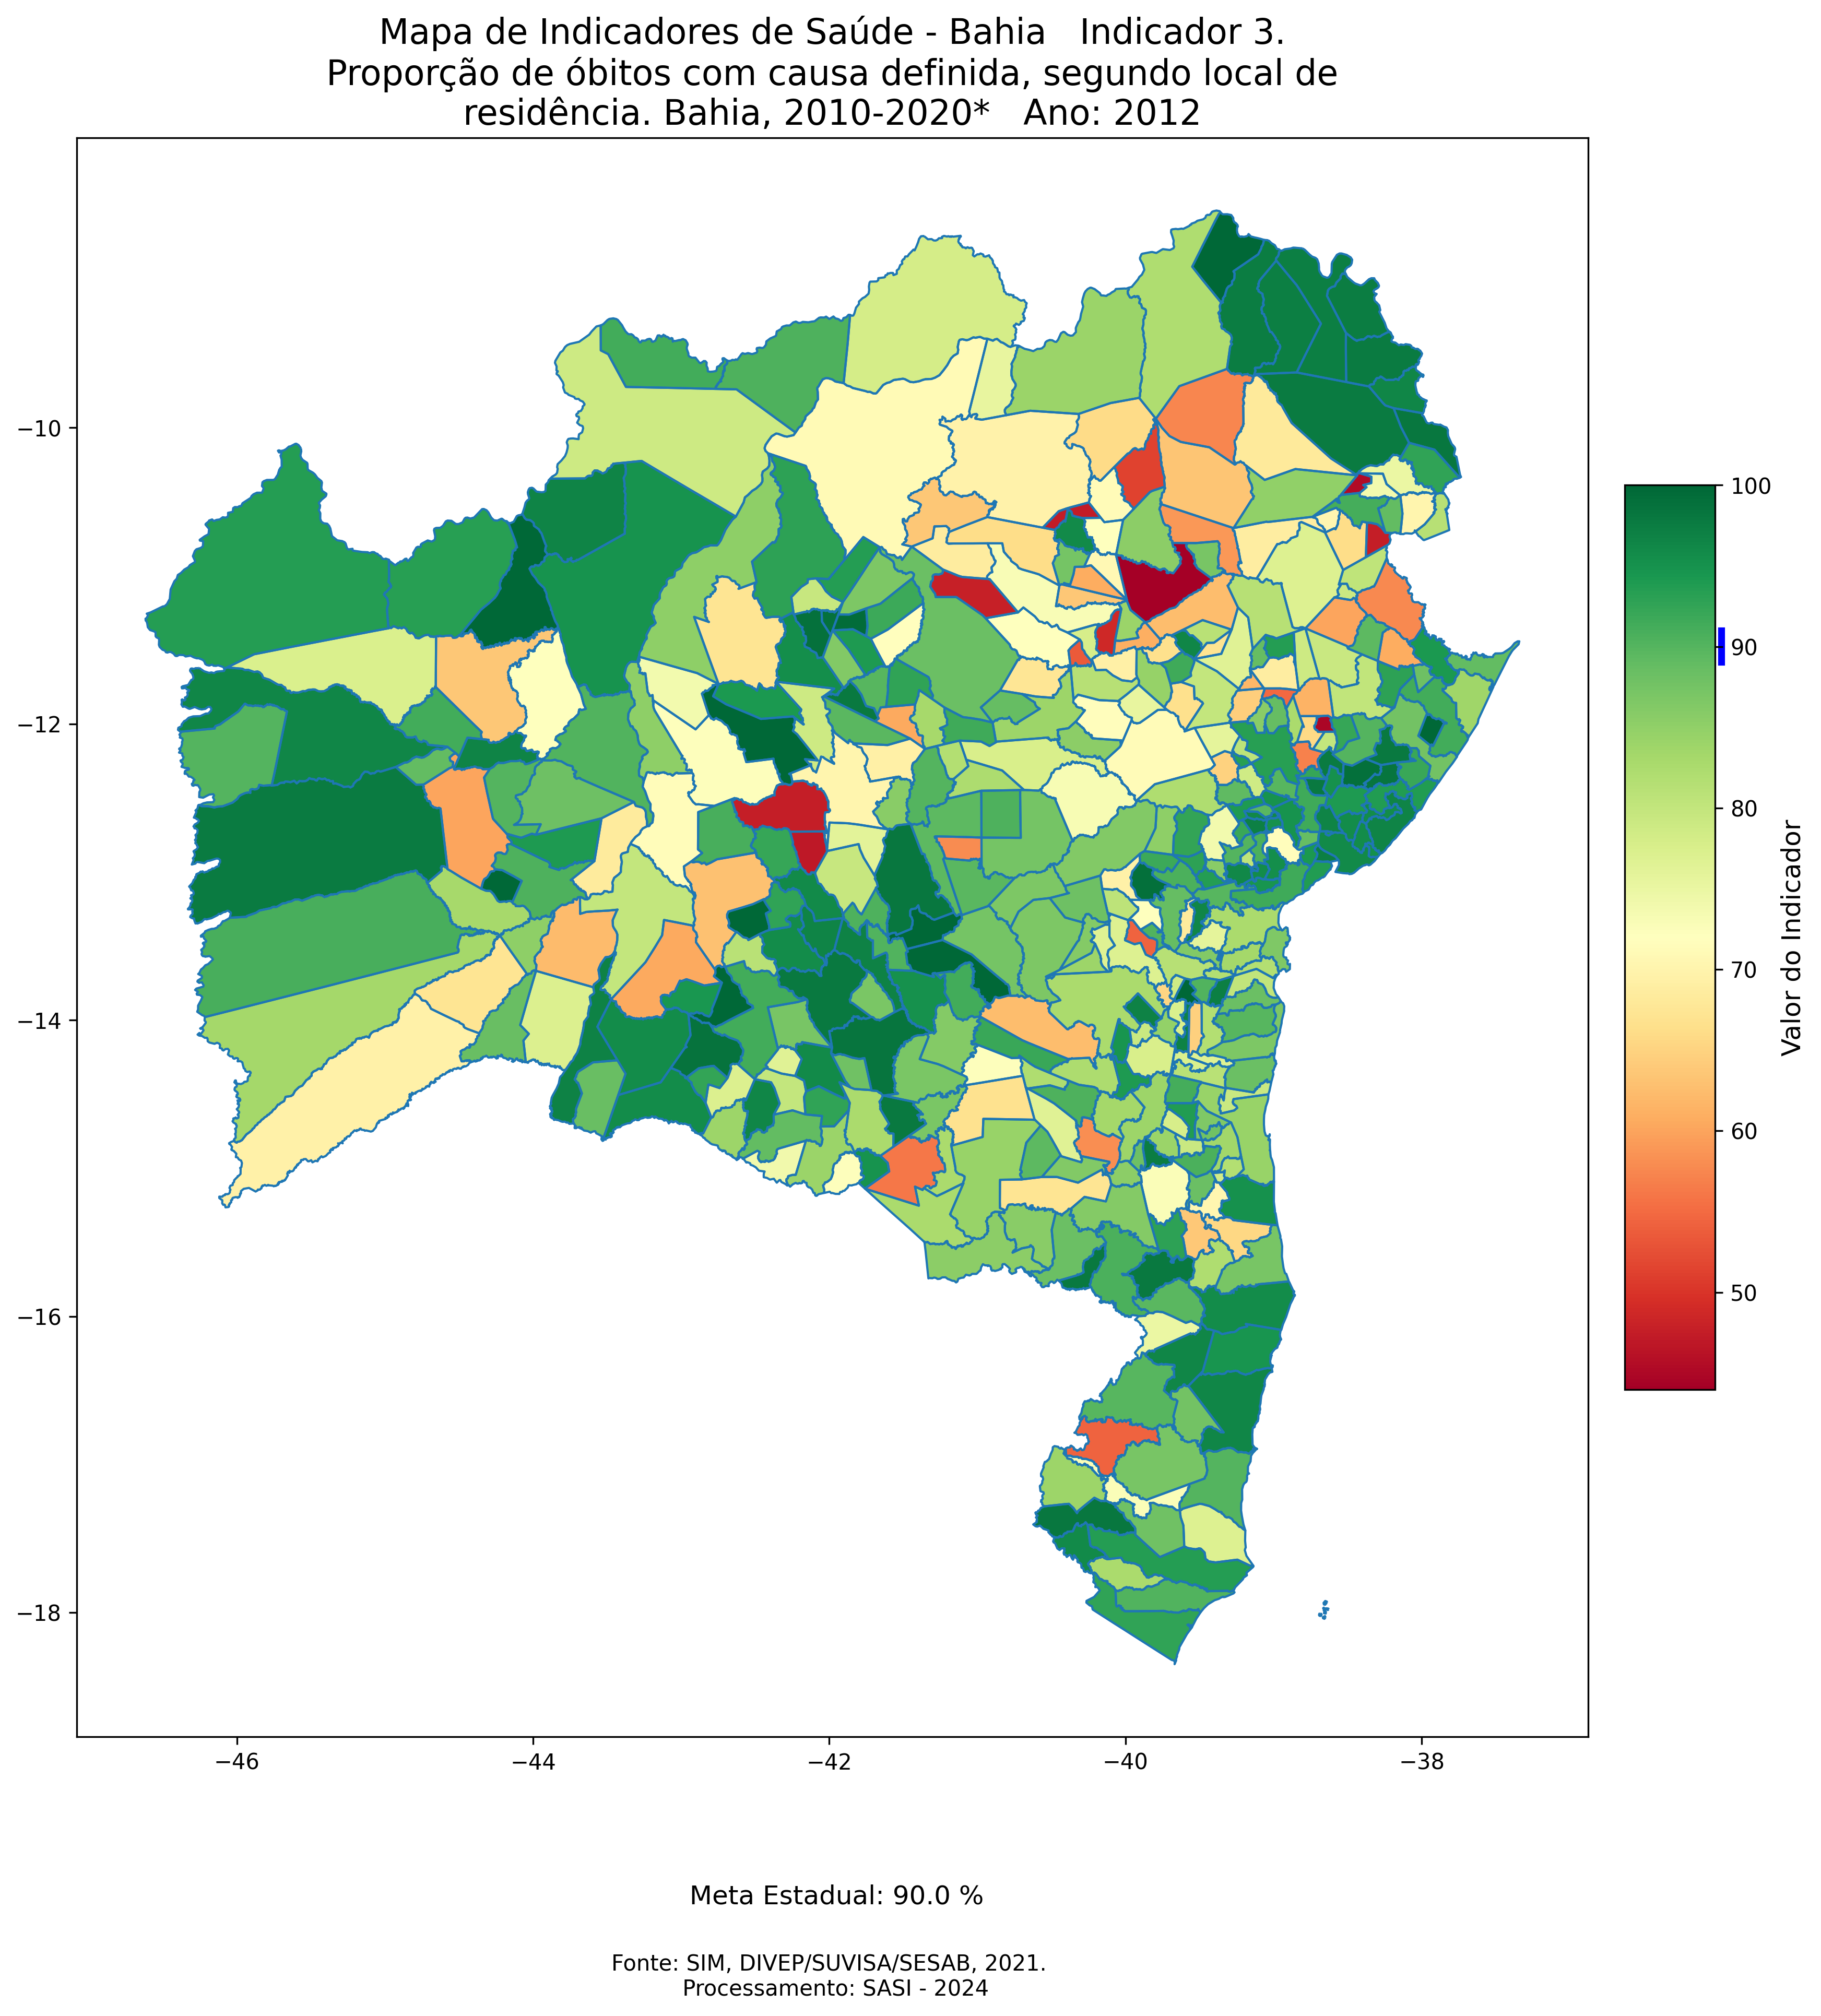 Mapa de Indicadores de Saúde - Bahia   Indicador 3.
Proporção de óbitos com causa definida, segundo local de
residência. Bahia, 2010-2020*   Ano: 2012
−10
−12
−14
−16
−18
−46
−44
−42
−40
−38
100
90
80
70
60
50
Valor do Indicador
Meta Estadual: 90.0 %
Fonte: SIM, DIVEP/SUVISA/SESAB, 2021.
Processamento: SASI - 2024